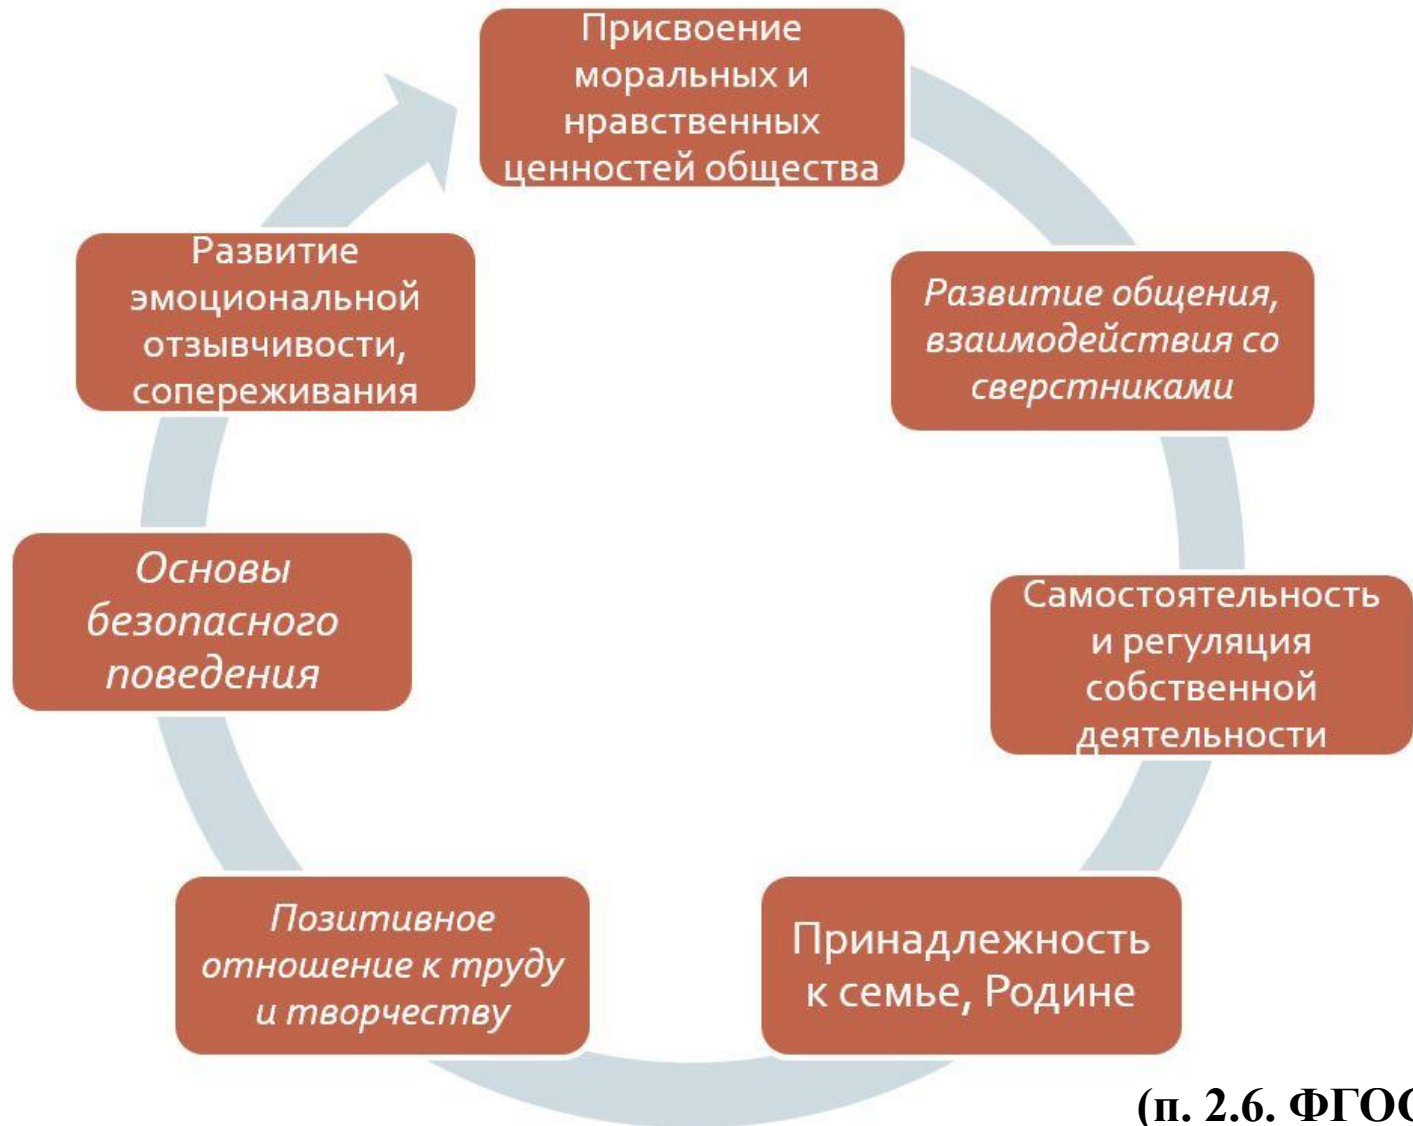 Присвоение
моральных и
нравственных
ценностей общества
Развитие общения,
взаимодействия со
сверстниками
Самостоятельность
и регуляция
собственной
деятельности
Принадлежность
к семье, Родине
Позитивное
отношение к труду
и творчеству
Основы
безопасного
поведения
Развитие
эмоциональной
отзывчивости,
сопереживания
(п. 2.6. ФГОС